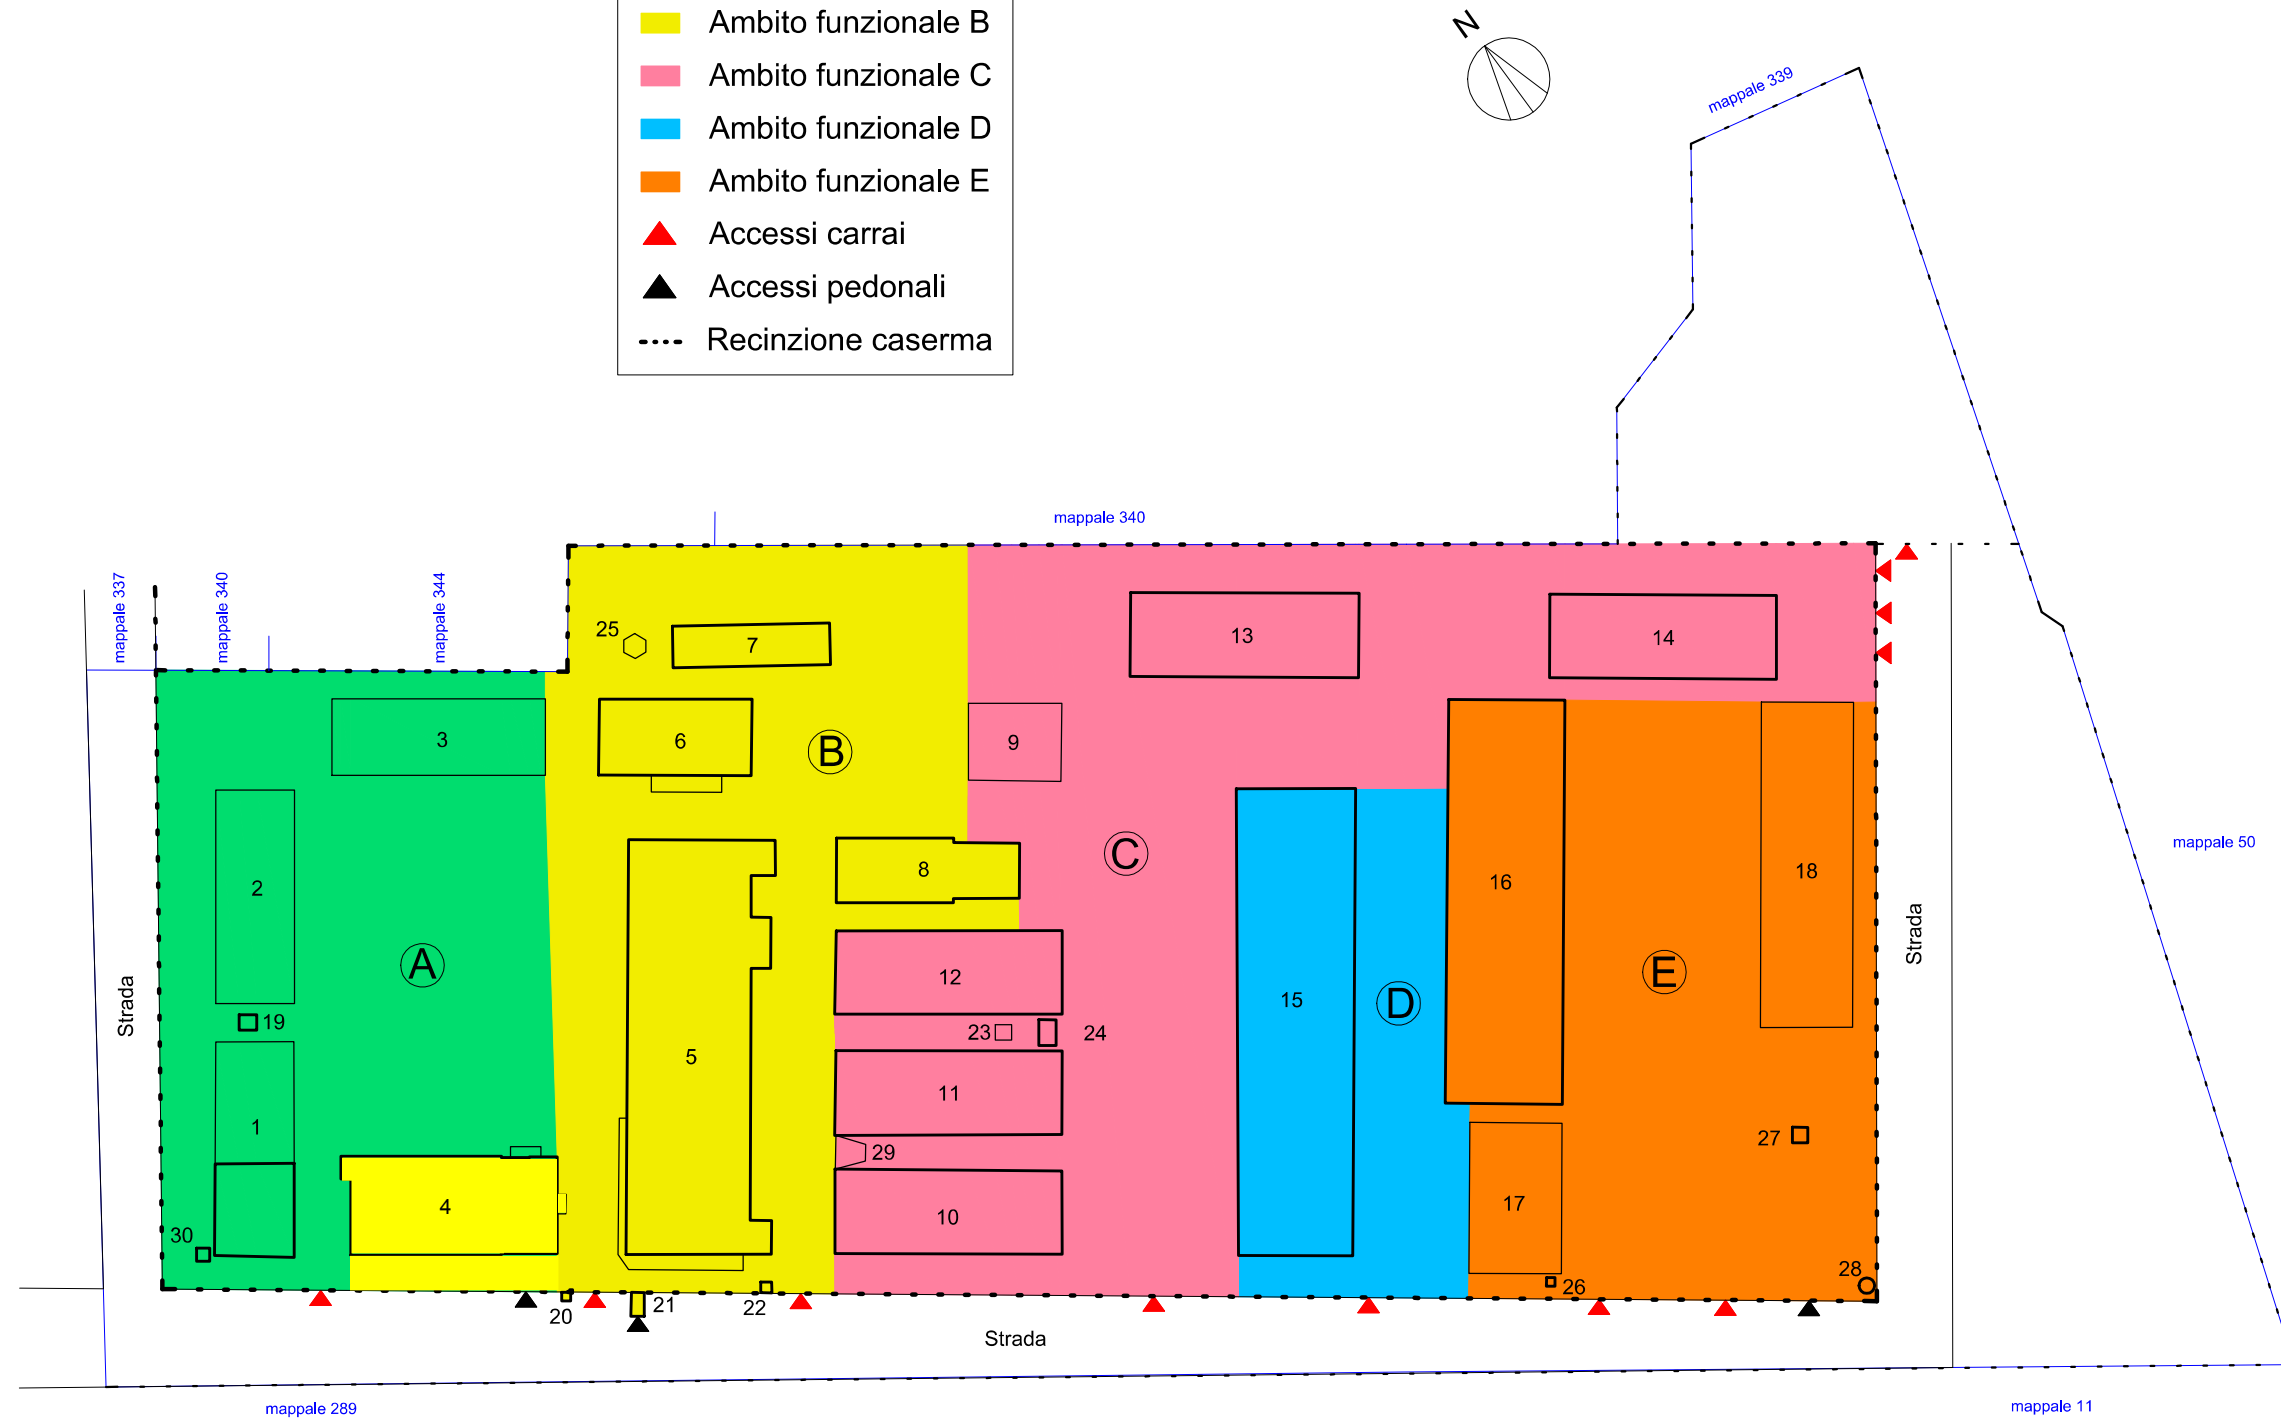 Ambito funzionale B
Ambito funzionale C
Ambito funzionale D
Ambito funzionale E
Accessi carrai
Accessi pedonali
Recinzione caserma
N
mappale 339
mappale 340
mappale 337
mappale 340
mappale 344
25
7
13
14
3
6
B
9
2
8
C
16
18
mappale 50
A
12
15
D
E
Strada
Strada
19
23
24
5
11
1
29
27
4
10
17
30
28
20
21
22
26
Strada
mappale 289
mappale 11